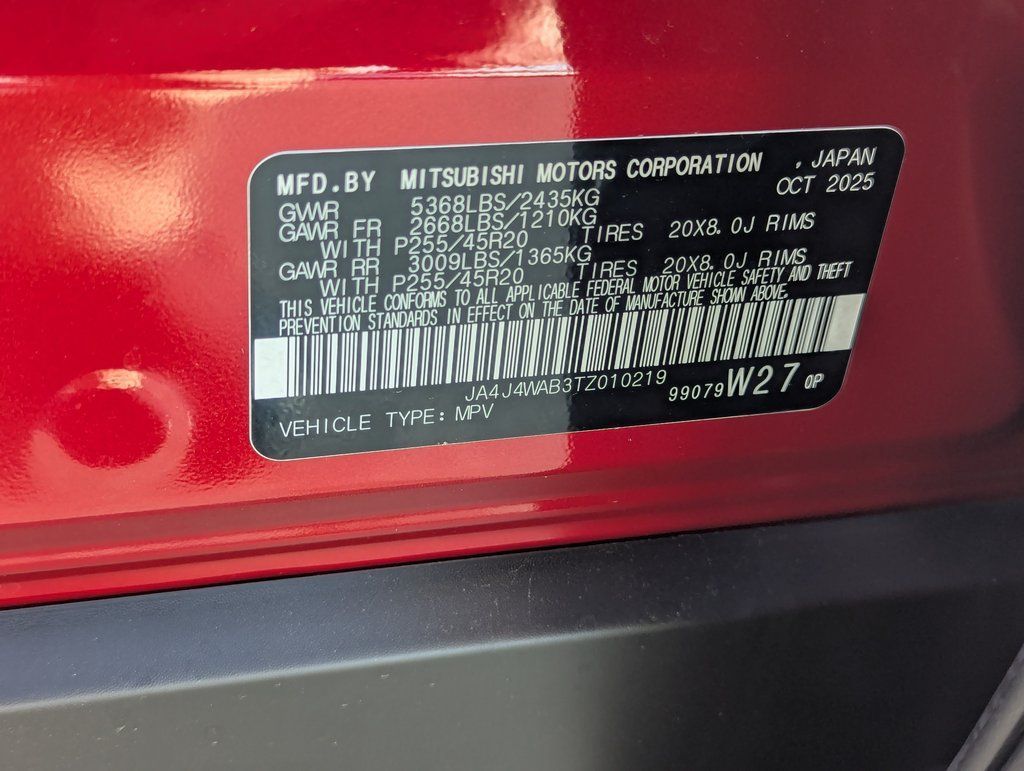 MFD.BY MITSUBISHI MOTORS CORPORATION , JAPAN
OCT 2025
GVWR 5368LBS/2435KG
GAWR FR 2668LBS/1210KG
WITH P255/45R20 TIRES 20X8.0J RIMS
GAWR RR 3009LBS/1365KG
WITH P255/45R20 TIRES 20X8.0J RIMS
THIS VEHICLE CONFORMS TO ALL APPLICABLE FEDERAL MOTOR VEHICLE SAFETY AND THEFT
PREVENTION STANDARDS IN EFFECT ON THE DATE OF MANUFACTURE SHOWN ABOVE.
JA4J4WAB3TZ010219
99079 W27 0P
VEHICLE TYPE: MPV